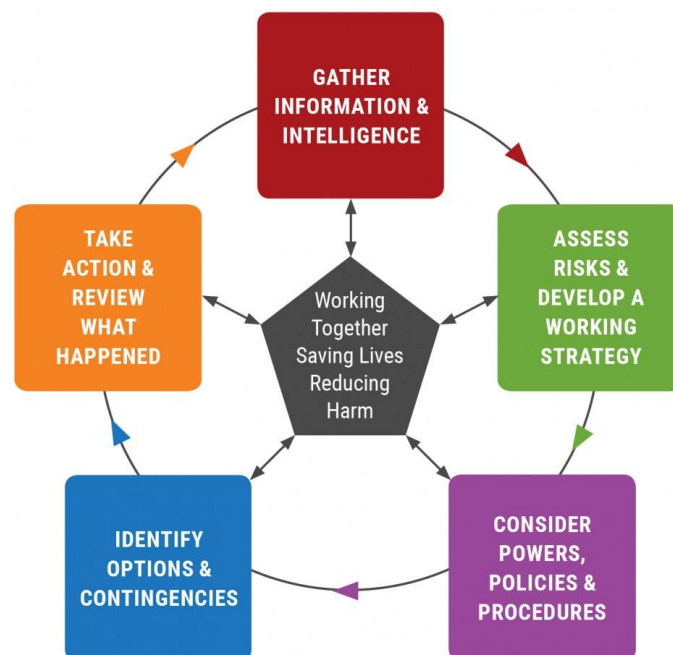 GATHER
INFORMATION &
INTELLIGENCE
ASSESS
RISKS &
DEVELOP A
WORKING
STRATEGY
CONSIDER
POWERS,
POLICIES &
PROCEDURES
IDENTIFY
OPTIONS &
CONTINGENCIES
TAKE
ACTION &
REVIEW
WHAT
HAPPENED
Working
Together
Saving Lives
Reducing
Harm